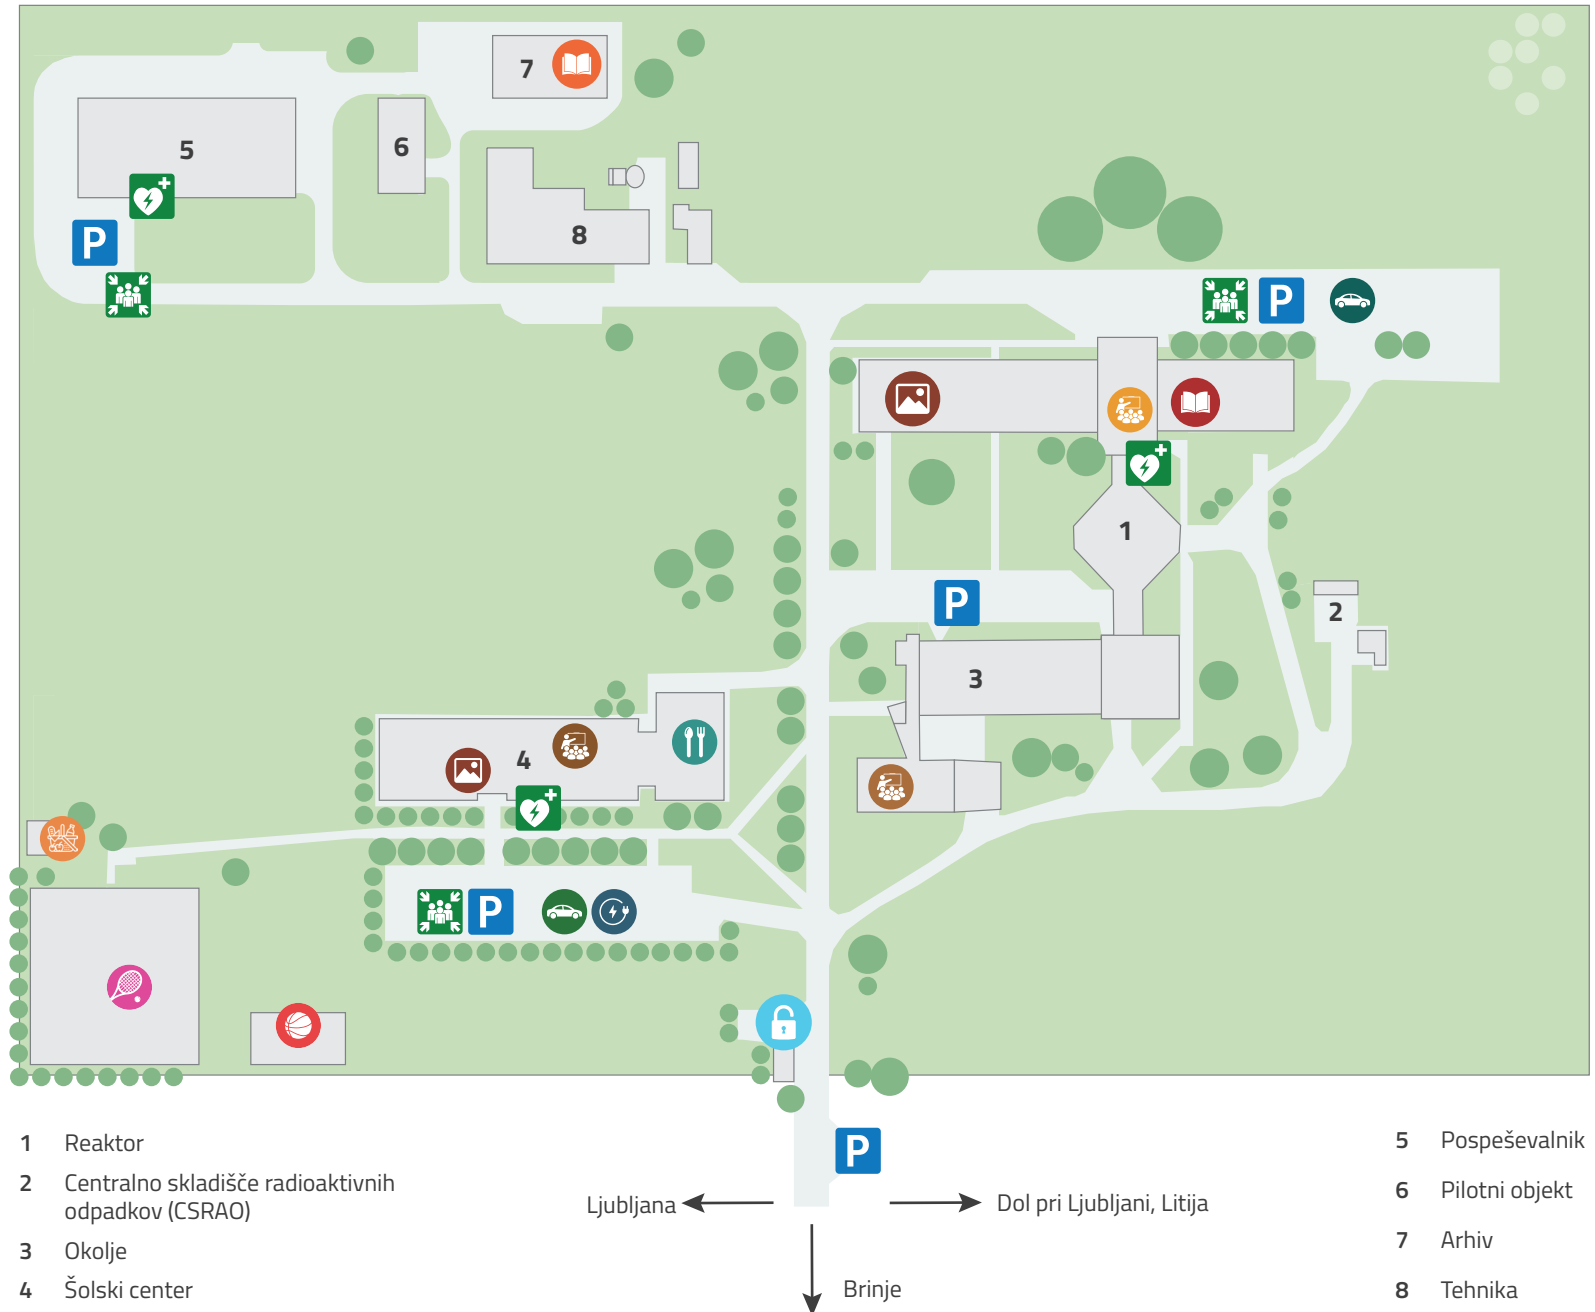 7
5
6
P
8
P
1
P
2
3
4
P
P
1 Reaktor
2 Centralno skladišče radioaktivnih
odpadkov (CSRAO)
3 Okolje
4 Šolski center
Ljubljana
Dol pri Ljubljani, Litija
Brinje
5 Pospeševalnik
6 Pilotni objekt
7 Arhiv
8 Tehnika